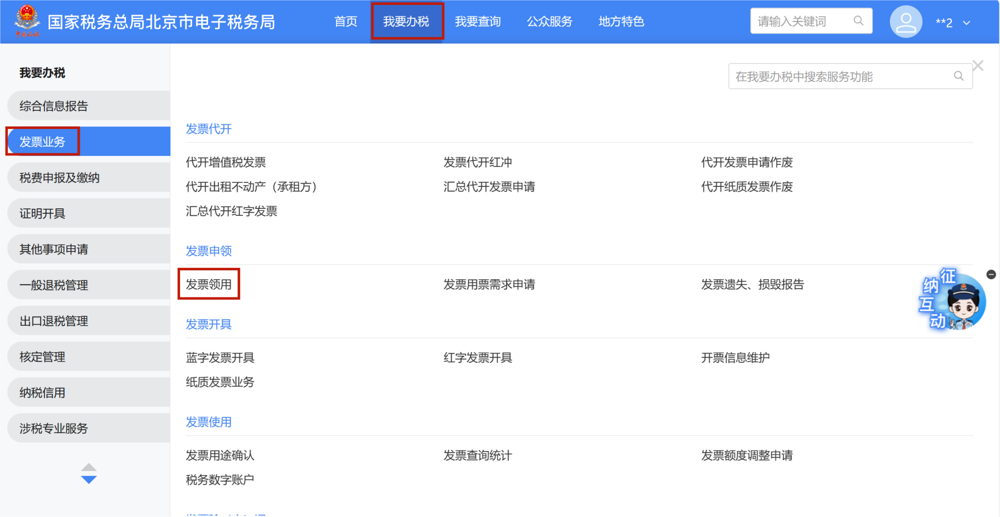 国家税务总局北京市电子税务局
首页 我要办税 我要查询 公众服务 地方特色
请输入关键词
**2
我要办税
综合信息报告
发票业务
税费申报及缴纳
证明开具
其他事项申请
一般退税管理
出口退税管理
核定管理
纳税信用
涉税专业服务
在我要办税中搜索服务功能
发票代开
代开增值税发票 发票代开红冲 代开发票申请作废
代开出租不动产（承租方） 汇总代开发票申请 代开纸质发票作废
汇总代开红字发票
发票申领
发票领用 发票用票需求申请 发票遗失、损毁报告
发票开具
蓝字发票开具 红字发票开具 开票信息维护
纸质发票业务
发票使用
发票用途确认 发票查询统计 发票额度调整申请
税务数字账户
征纳互动